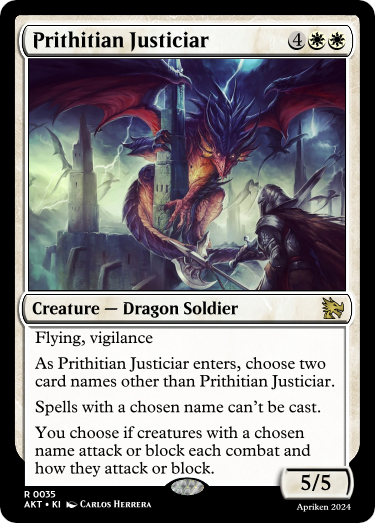 Prithitian Justiciar 4
Creature — Dragon Soldier
Flying, vigilance
As Prithitian Justiciar enters, choose two
card names other than Prithitian Justiciar.
Spells with a chosen name can't be cast.
You choose if creatures with a chosen
name attack or block each combat and
how they attack or block.
5/5
R 0035
AKT • KI Carlos Herrera
Apriken 2024